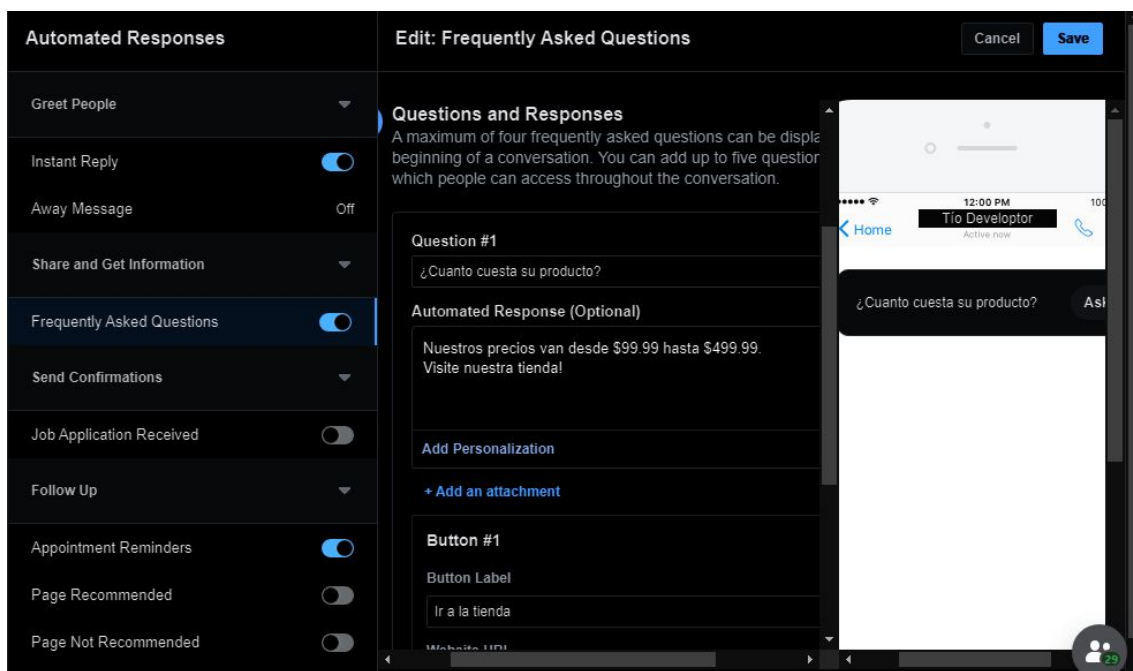 Automated Responses
Edit: Frequently Asked Questions
Cancel
Save
Greet People
Instant Reply
Away Message
Off
Share and Get Information
Frequently Asked Questions
Send Confirmations
Job Application Received
Follow Up
Appointment Reminders
Page Recommended
Page Not Recommended
Questions and Responses
A maximum of four frequently asked questions can be displa
beginning of a conversation. You can add up to five question
which people can access throughout the conversation.
Question #1
¿Cuanto cuesta su producto?
Automated Response (Optional)
Nuestros precios van desde $99.99 hasta $499.99.
Visite nuestra tienda!
Add Personalization
+ Add an attachment
Button #1
Button Label
Ir a la tienda
Website URL
12:00 PM
100
Home
Tío Developtor
Active now
¿Cuanto cuesta su producto?
Ask
29